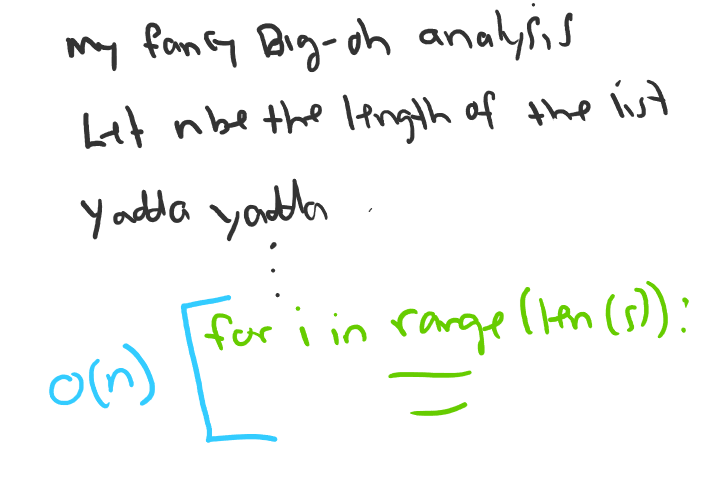 my fancy Big-oh analysis
Let n be the length of the list
yadda yadda
for i in range(len(s)):
O(n)